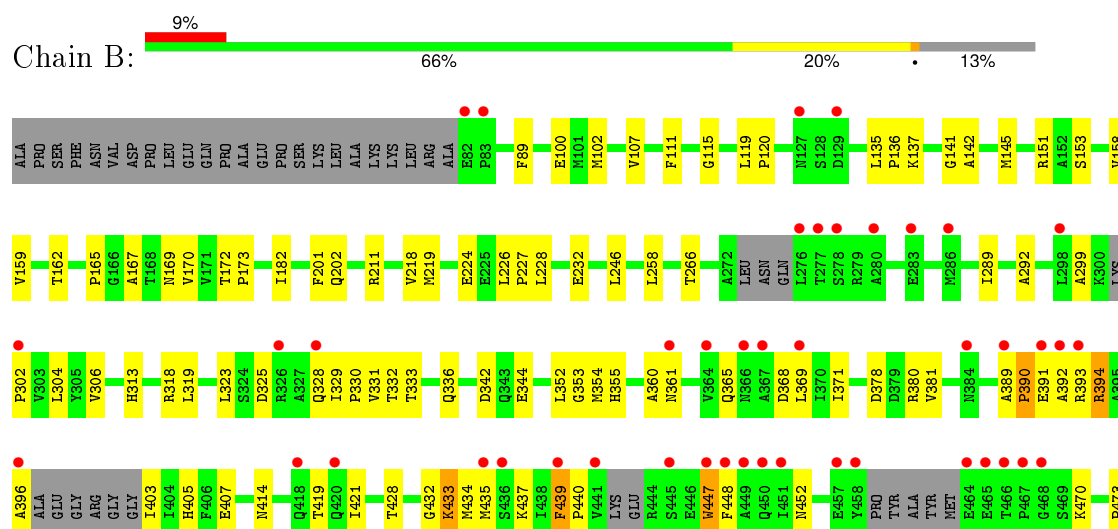 9%
Chain B:
66% 20% • 13%
ALA PRO SER PHE ASN VAL ASP PRO LEU GLU GLN PRO ALA GLU PRO SER LYS LEU ALA LYS LYS LEU ARG ALA E82 P83 F89 E100 M101 M102 V107 F111 G115 L119 P120 N127 S128 D129 L135 P136 K137 G141 A142 M145 R151 A152 S153 V158
V159 T162 P165 G166 A167 T168 N169 V170 V171 T172 P173 I182 F201 Q202 R211 V218 M219 E224 E225 L226 P227 L228 E232 L246 L258 T266 A272 LEU ASN GLN L276 T277 S278 R279 A280 E283 M286 I289 A292 L298 A299 K300 LYS
P302 V303 L304 Y305 V306 H313 R318 L319 L323 S324 D325 R326 A327 Q328 I329 P330 V331 T332 T333 Q336 D342 Q343 E344 L352 G353 M354 H355 A360 N361 V364 Q365 N366 A367 D368 L369 I370 I371 D378 D379 R380 V381 N384 A389 P390 E391 A392 R393 R394 A395
A396 ALA GLU GLY ARG GLY GLY I403 I404 H405 F406 E407 N414 Q418 T419 Q420 I421 T428 G432 K433 M434 M435 S436 K437 I438 F439 P440 V441 LYS GLU R444 S445 E446 W447 F448 A449 Q450 I451 N452 E457 Y458 PRO TYR ALA TYR MET E464 E465 T466 P467 G468 S469 K470